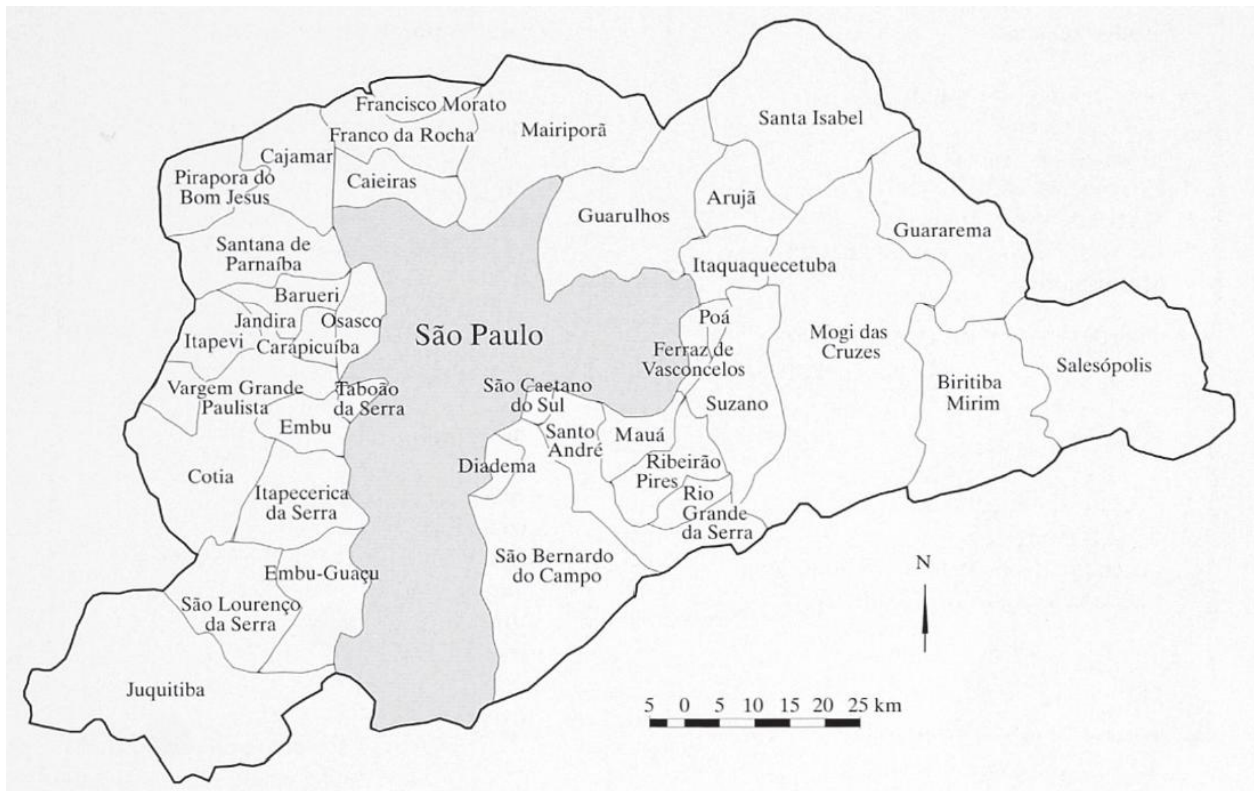 Francisco Morato
Franco da Rocha
Mairiporã
Santa Isabel
Cajamar
Pirapora do
Bom Jesus
Caieiras
Guarulhos
Arujã
Guararema
Santana de
Parnaíba
Itaquaquecetuba
Barueri
Jandira
Osasco
Itapevi
Carapicuíba
São Paulo
Poá
Ferraz de
Vasconcelos
Mogi das
Cruzes
Salesópolis
Biritiba
Mirim
Vargem Grande
Paulista
Taboão
da Serra
São Caetano
do Sul
Suzano
Embu
Santo
André
Mauá
Diadema
Cotia
Ribeirão
Pires
Itapecerica
da Serra
Rio
Grande
da Serra
São Bernardo
do Campo
Embu-Guaçu
São Lourenço
da Serra
Juquitiba
N
5 0 5 10 15 20 25 km